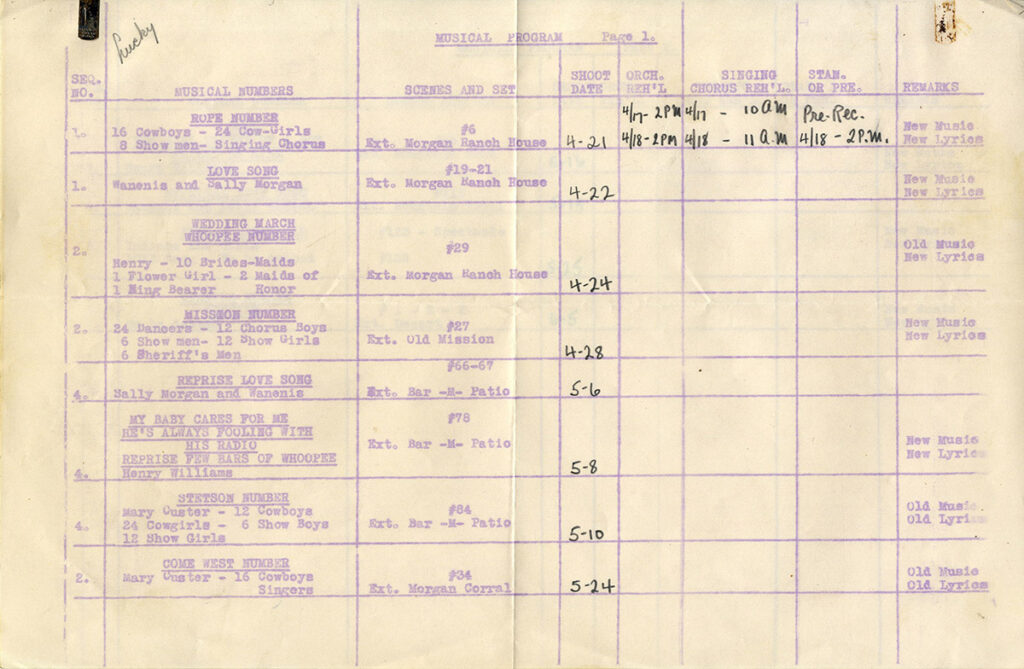 Lucky
MUSICAL PROGRAM Page 1.
SEQ. NO. MUSICAL NUMBERS SCENES AND SET SHOOT DATE ORCH. REH'L SINGING CHORUS REH'L. STAN. OR PRE. REMARKS
ROPE NUMBER 4/17-2PM 4/17 - 10 AM Pre-Rec.
1. 16 Cowboys - 24 Cow-Girls #6 New Music
8 Show men- Singing Chorus Ext. Morgan Ranch House 4-21 4/18-2PM 4/18 - 11 A.M 4/18 - 2P.M. New Lyrics
LOVE SONG #19-21 New Music
1. Wanenis and Sally Morgan Ext. Morgan Ranch House 4-22 New Lyrics
WEDDING MARCH
WHOOPEE NUMBER #29 Old Music
2. New Lyrics
Henry - 10 Brides-Maids
1 Flower Girl - 2 Maids of Ext. Morgan Ranch House
1 Ring Bearer Honor 4-24
MISSION NUMBER
2. 24 Dancers - 12 Chorus Boys #27 New Music
6 Show men- 12 Show Girls Ext. Old Mission New Lyrics
6 Sheriff's Men 4-28
#66-67
REPRISE LOVE SONG
4. Sally Morgan and Wanenis Ext. Bar -M- Patio 5-6
MY BABY CARES FOR ME #78
HE'S ALWAYS FOOLING WITH
HIS RADIO Ext. Bar -M- Patio New Music
REPRISE FEW BARS OF WHOOPEE New Lyrics
4. Henry Williams 5-8
STETSON NUMBER
Mary Custer - 12 Cowboys #84 Old Music
4. 24 Cowgirls - 6 Show Boys Ext. Bar -M- Patio Old Lyrics
12 Show Girls 5-10
COME WEST NUMBER
2. Mary Custer - 16 Cowboys #34 Old Music
Singers Ext. Morgan Corral 5-24 Old Lyrics